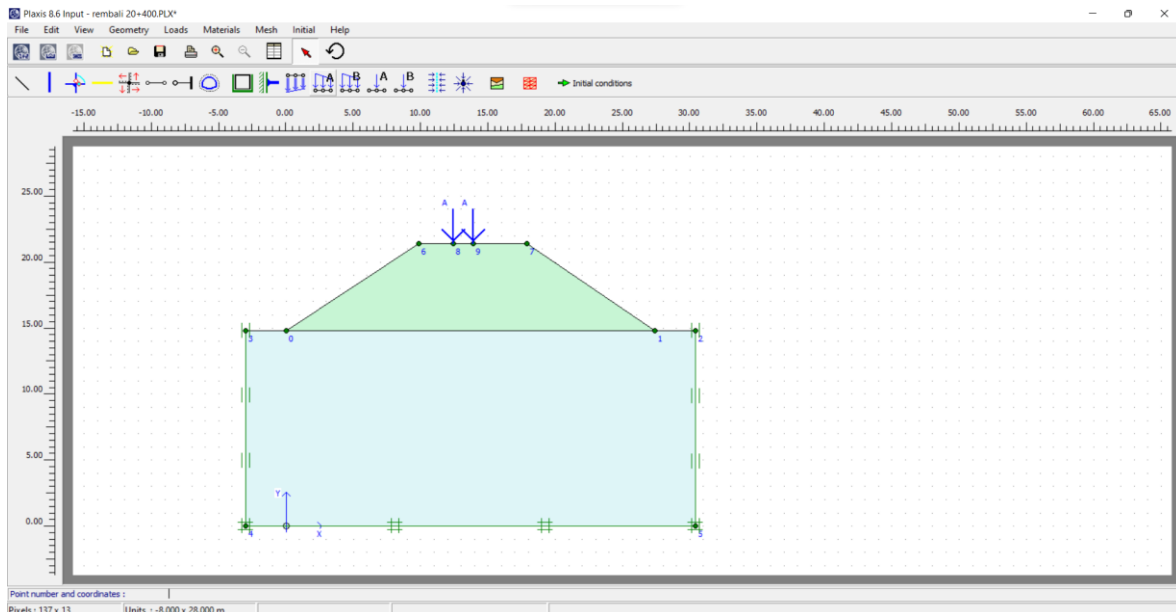 Plaxis 8.6 Input - rembali 20+400.PLX*
File Edit View Geometry Loads Materials Mesh Initial Help
A B A B Initial conditions
-15.00 -10.00 -5.00 0.00 5.00 10.00 15.00 20.00 25.00 30.00 35.00 40.00 45.00 50.00 55.00 60.00 65.00
25.00
A A
20.00
6 8 9 7
15.00
3 0 1 2
10.00
5.00
Y
0.00
4 X 5
Point number and coordinates :
Pixels : 137 x 13 Units : -8.000 x 28.000 m